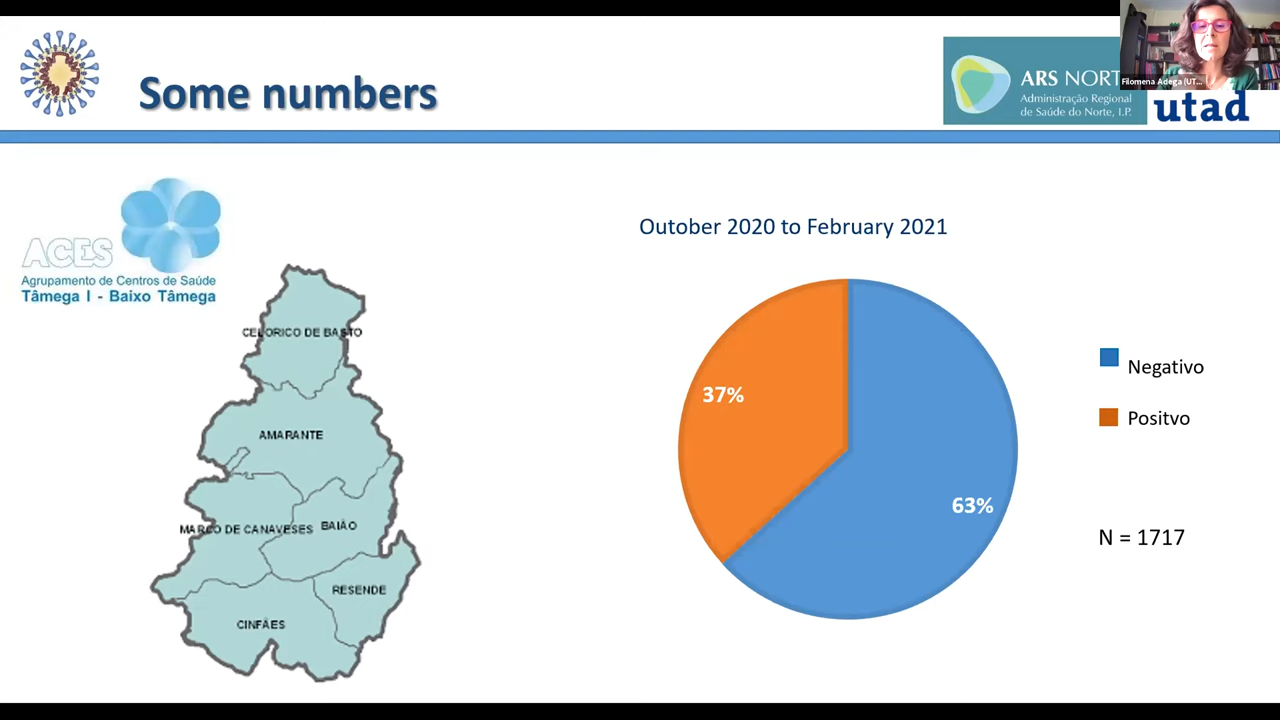 Some numbers
ARS NORT
Administração Regional
de Saúde do Norte, I.P.
Filomena Adega (UT...
utad
ACES
Agrupamento de Centros de Saúde
Tâmega I - Baixo Tâmega
CELORICO DE BASTO
AMARANTE
MARCO DE CANAVESES
BAIÃO
RESENDE
CINFÃES
Outober 2020 to February 2021
37%
63%
Negativo
Positvo
N = 1717